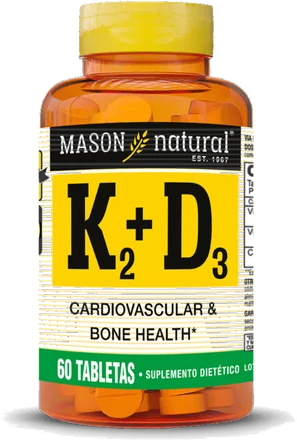 MASON natural®
EST. 1967
K2+D3
CARDIOVASCULAR &
BONE HEALTH*
60 TABLETAS • SUPLEMENTO DIETÉTICO